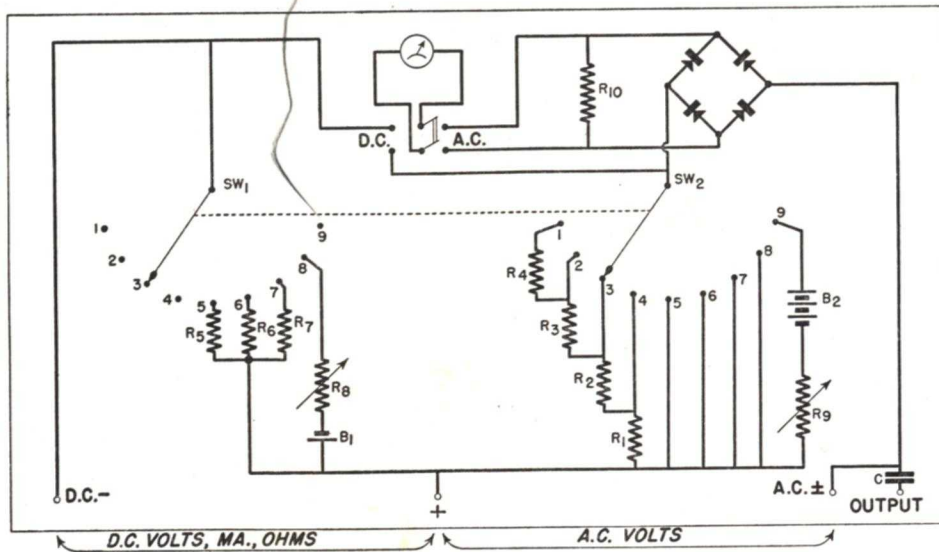 D.C. A.C.
R10
SW1
SW2
1
2
3
4
5
6
7
8
9
R5
R6
R7
R8
B1
1
2
3
4
5
6
7
8
9
R4
R3
R2
R1
B2
R9
D.C.-
+
A.C.±
C
OUTPUT
D.C. VOLTS, MA., OHMS
A.C. VOLTS